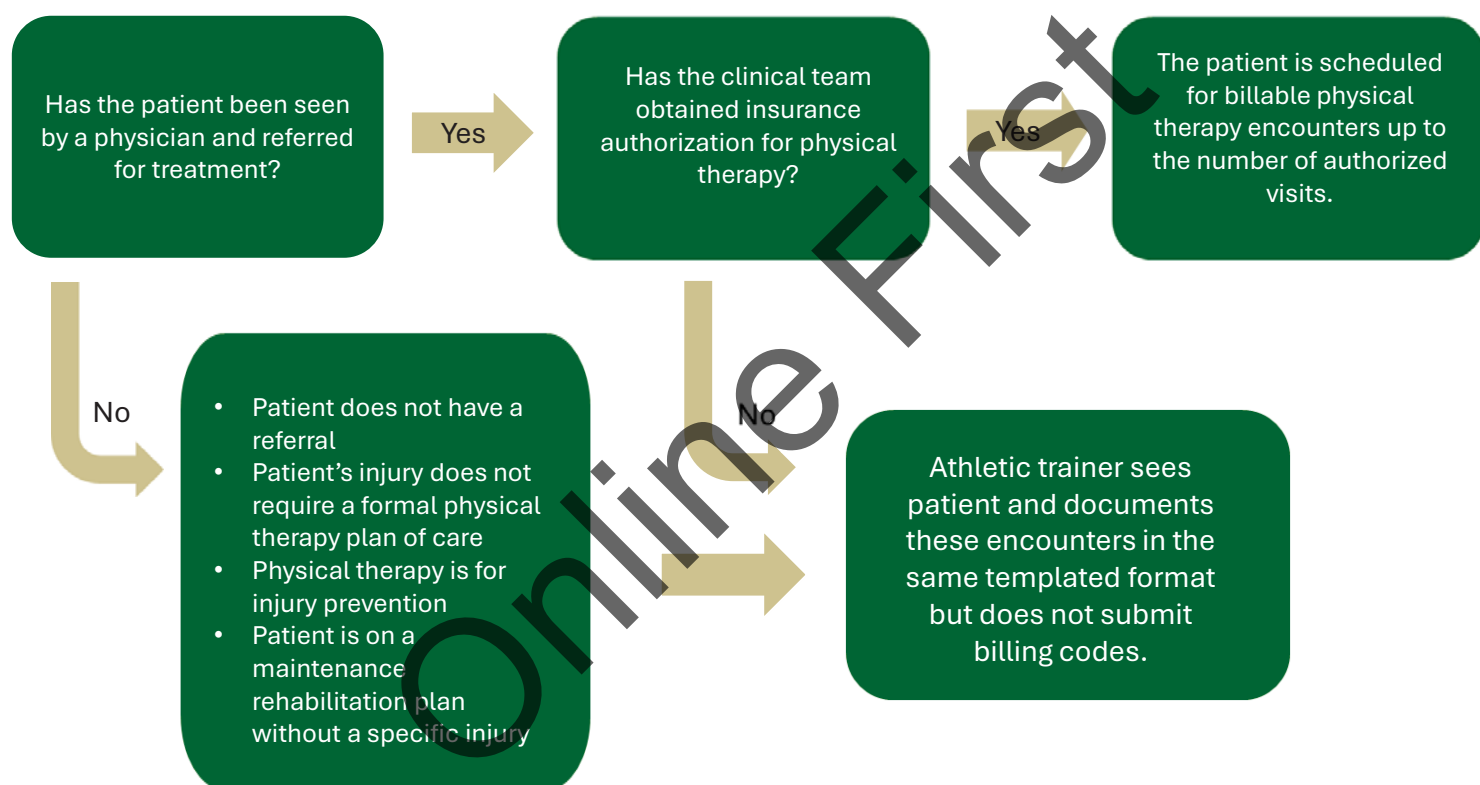 Has the patient been seen
by a physician and referred
for treatment?
Yes
Has the clinical team
obtained insurance
authorization for physical
therapy?
Yes
The patient is scheduled
for billable physical
therapy encounters up to
the number of authorized
visits.
No
• Patient does not have a
referral
• Patient’s injury does not
require a formal physical
therapy plan of care
• Physical therapy is for
injury prevention
• Patient is on a
maintenance
rehabilitation plan
without a specific injury
No
Athletic trainer sees
patient and documents
these encounters in the
same templated format
but does not submit
billing codes.
Online First